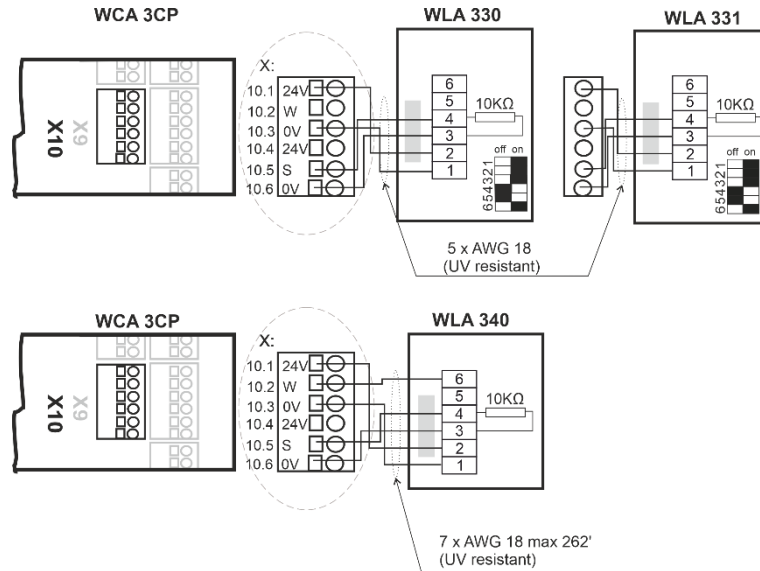 WCA 3CP
WLA 330
WLA 331
X10
X9
X:
10.1 24V
10.2 W
10.3 0V
10.4 24V
10.5 S
10.6 0V
6
5
4
3
2
1
10KΩ
off on
654321
6
5
4
3
2
1
10KΩ
off on
654321
5 x AWG 18
(UV resistant)
WCA 3CP
WLA 340
X10
X9
X:
10.1 24V
10.2 W
10.3 0V
10.4 24V
10.5 S
10.6 0V
6
5
4
3
2
1
10KΩ
7 x AWG 18 max 262'
(UV resistant)